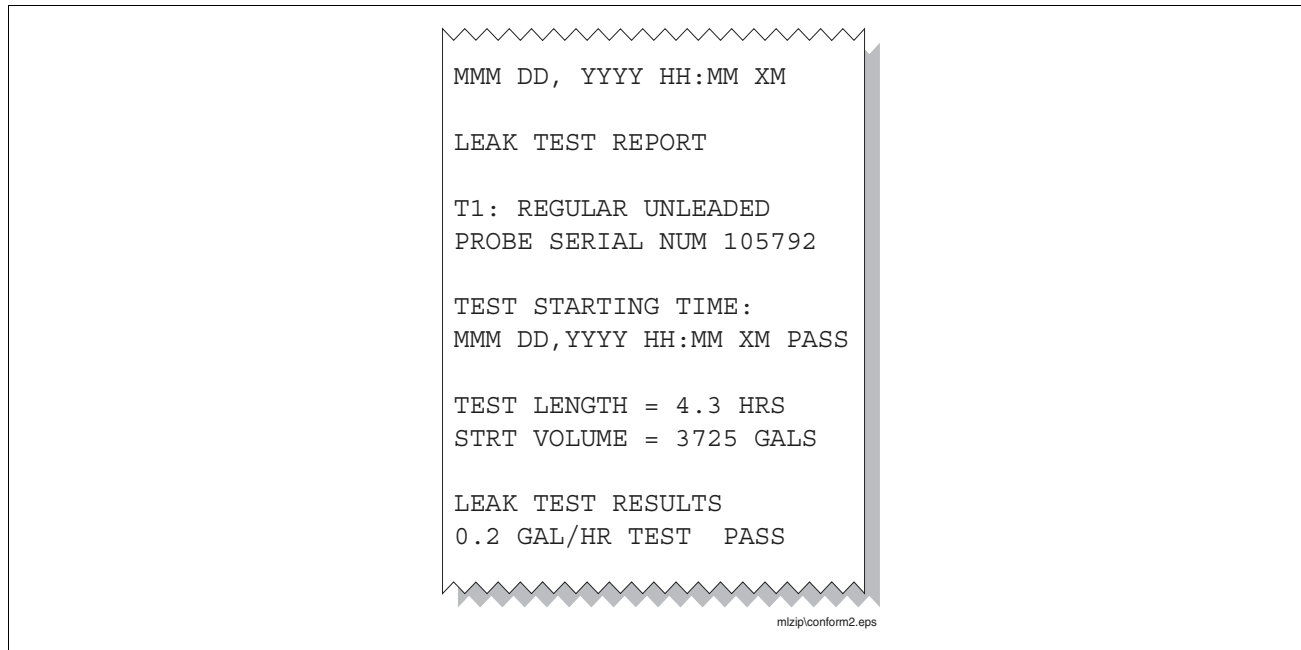 MMM DD, YYYY HH:MM XM
LEAK TEST REPORT
T1: REGULAR UNLEADED
PROBE SERIAL NUM 105792
TEST STARTING TIME:
MMM DD,YYYY HH:MM XM PASS
TEST LENGTH = 4.3 HRS
STRT VOLUME = 3725 GALS
LEAK TEST RESULTS
0.2 GAL/HR TEST  PASS
mlzip\conform2.eps